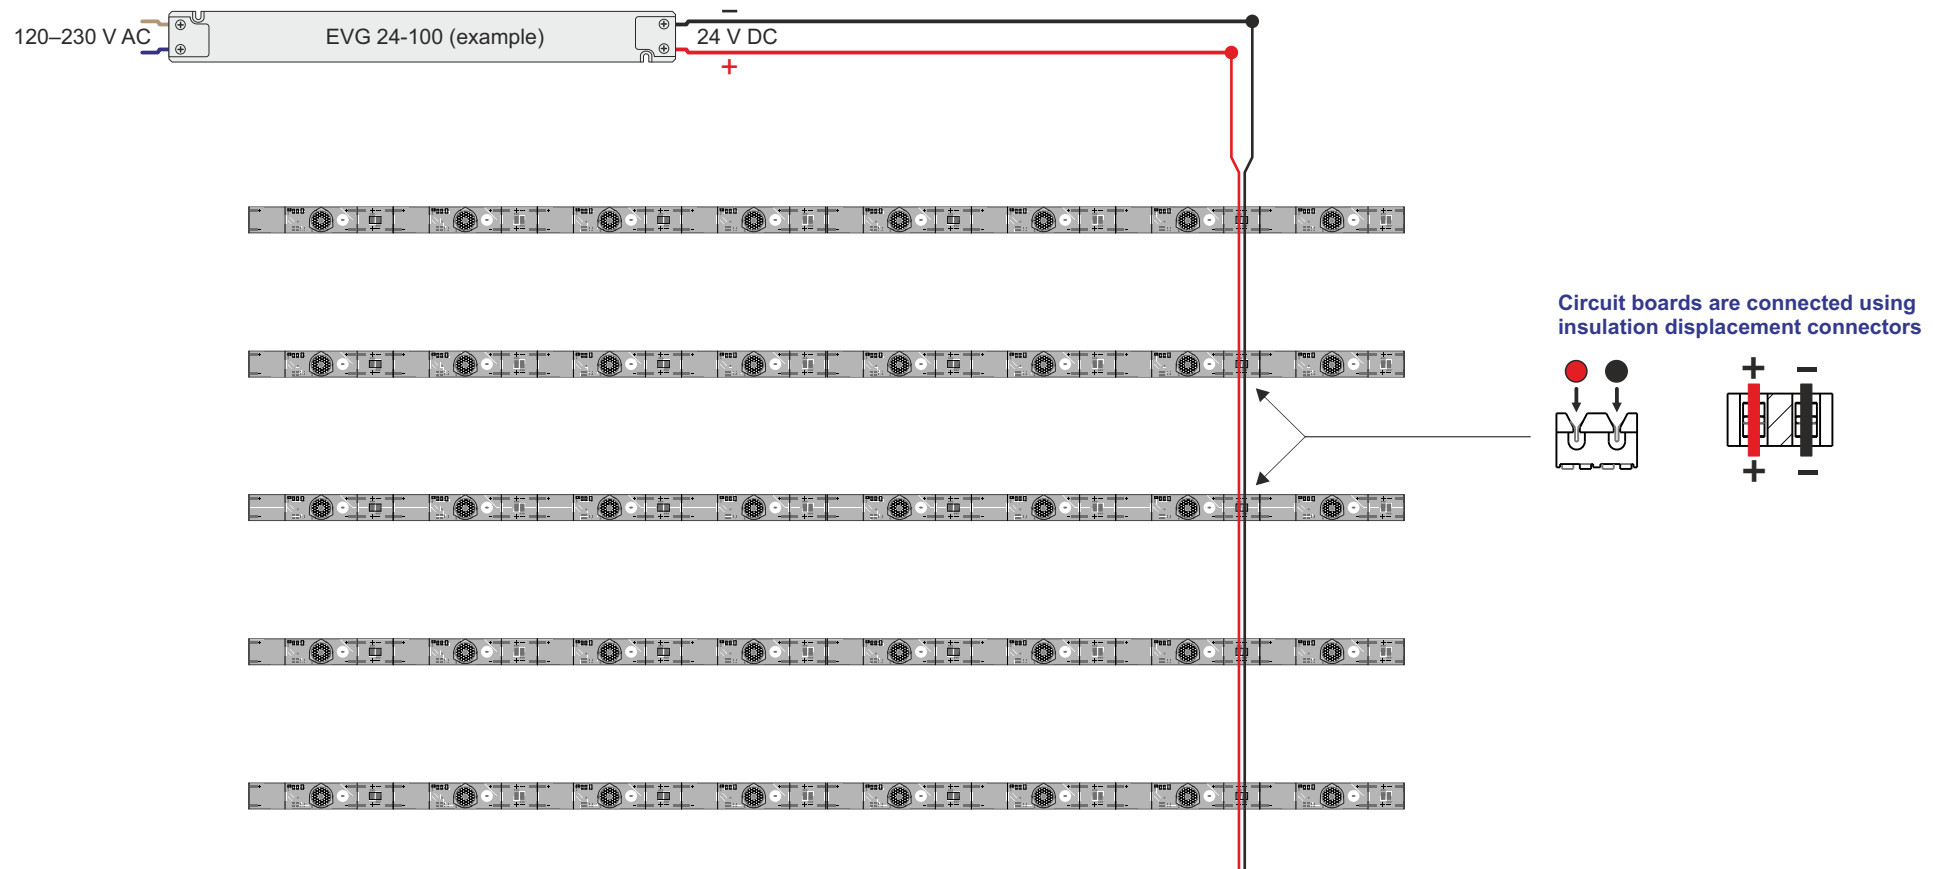 120–230 V AC
EVG 24-100 (example)
–
24 V DC
+
Circuit boards are connected using
insulation displacement connectors
+ –
+ –